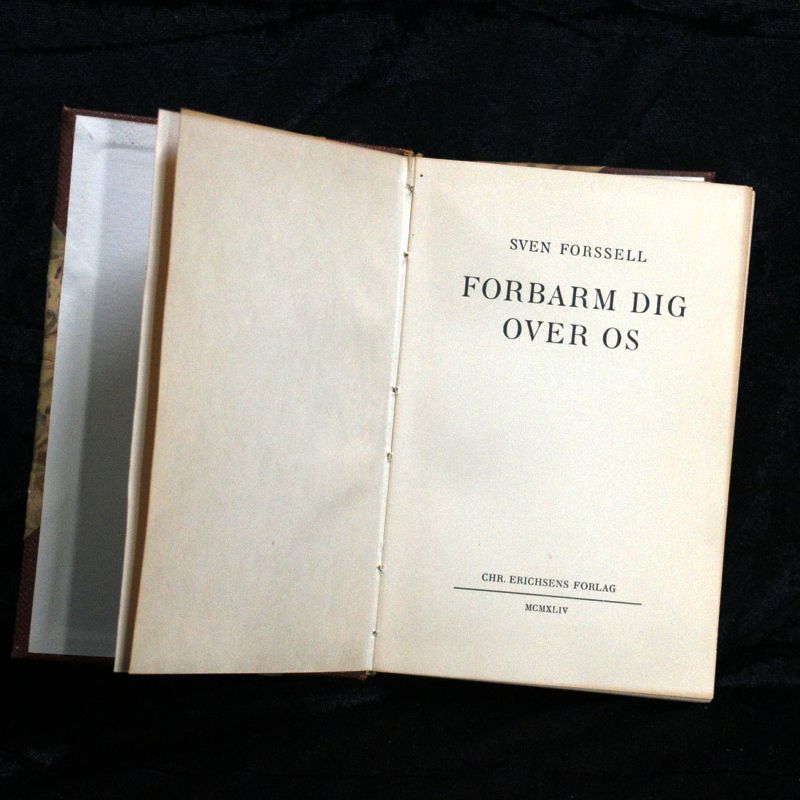 SVEN FORSSELL
FORBARM DIG
OVER OS
CHR. ERICHSENS FORLAG
MCMXLIV